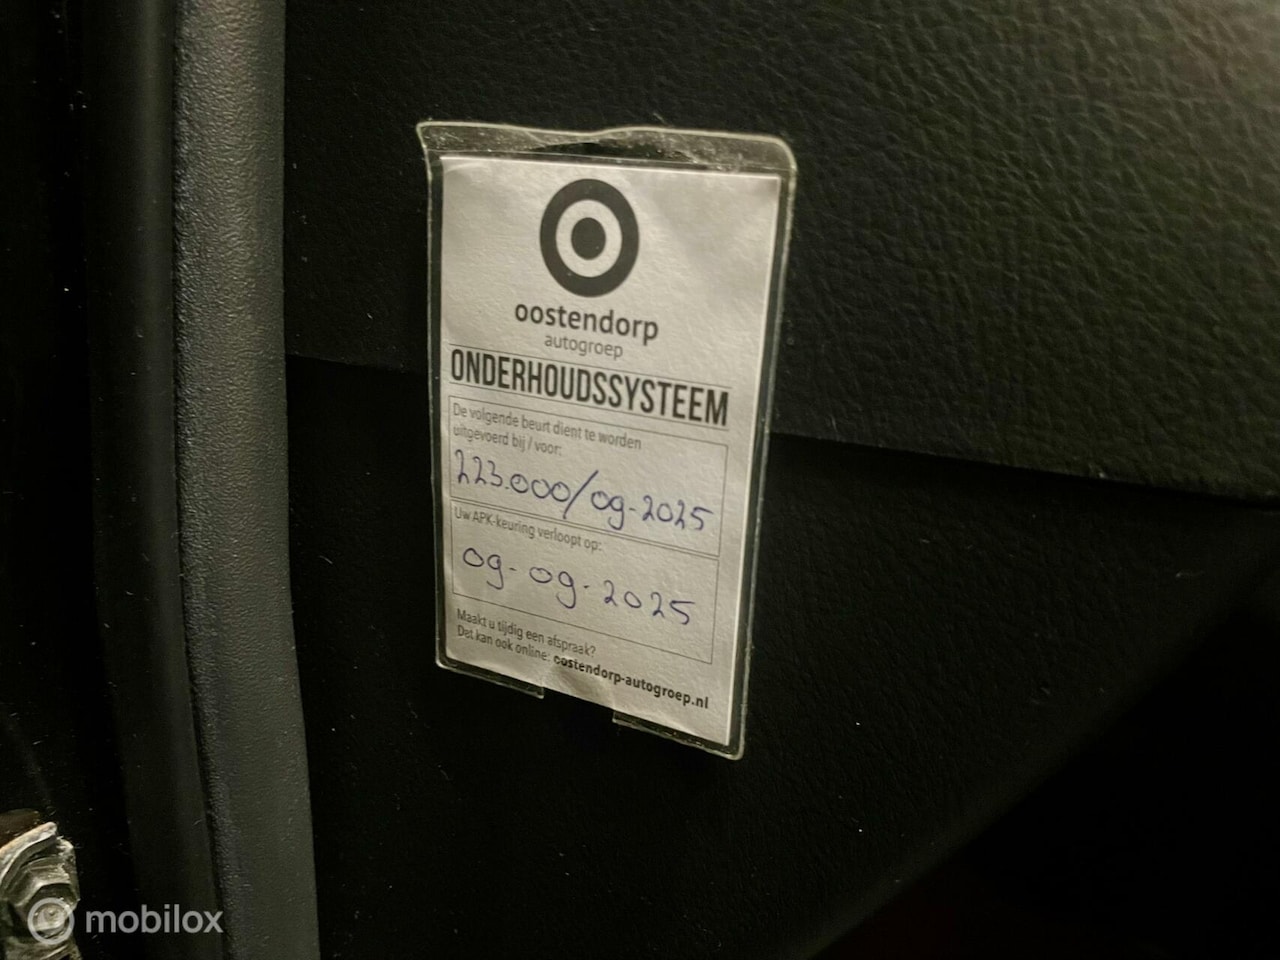 oostendorp
autogroep
ONDERHOUDSSYSTEEM
De volgende beurt dient te worden
uitgevoerd bij / voor:
223.000/09-2025
Uw APK-keuring verloopt op:
09-09-2025
Maakt u tijdig een afspraak?
Dat kan ook online: oostendorp-autogroep.nl
mobilox